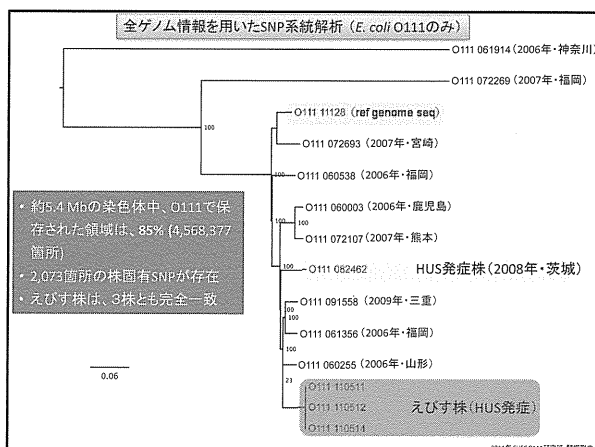 全ゲノム情報を用いたSNP系統解析（E. coli O111のみ）
O111 061914（2006年・神奈川）
O111 072269（2007年・福岡）
O111 11128 (ref genome seq)
100
O111 072693（2007年・宮崎）
100
O111 060538（2006年・福岡）
100
O111 060003（2006年・鹿児島）
100
O111 072107（2007年・熊本）
100
O111 082462 HUS発症株（2008年・茨城）
100
O111 091558（2009年・三重）
100
O111 061356（2006年・福岡）
100
O111 060255（2006年・山形）
23
O111 110511
O111 110512 えびす株（HUS発症）
O111 110514
• 約5.4 Mbの染色体中、O111で保
存された領域は、85% (4,568,377
箇所)
• 2,073箇所の株固有SNPが存在
• えびす株は、3株とも完全一致
0.06